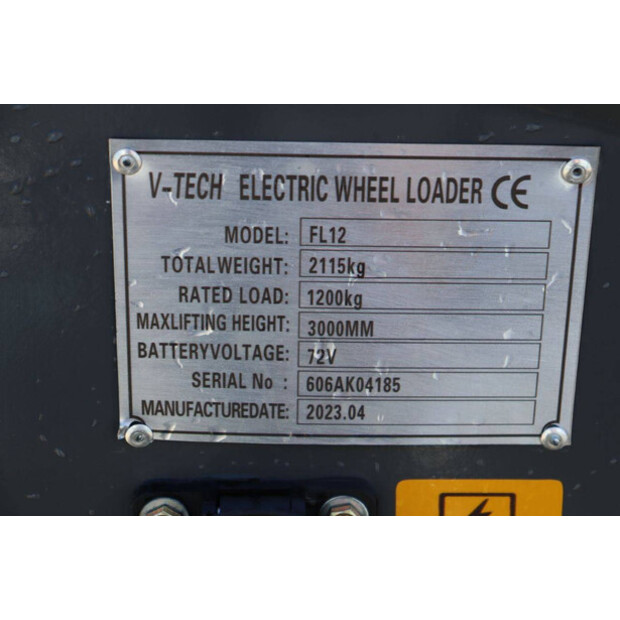 V-TECH ELECTRIC WHEEL LOADER CE
MODEL: FL12
TOTALWEIGHT: 2115kg
RATED LOAD: 1200kg
MAXLIFTING HEIGHT: 3000MM
BATTERYVOLTAGE: 72V
SERIAL No : 606AK04185
MANUFACTUREDATE: 2023.04